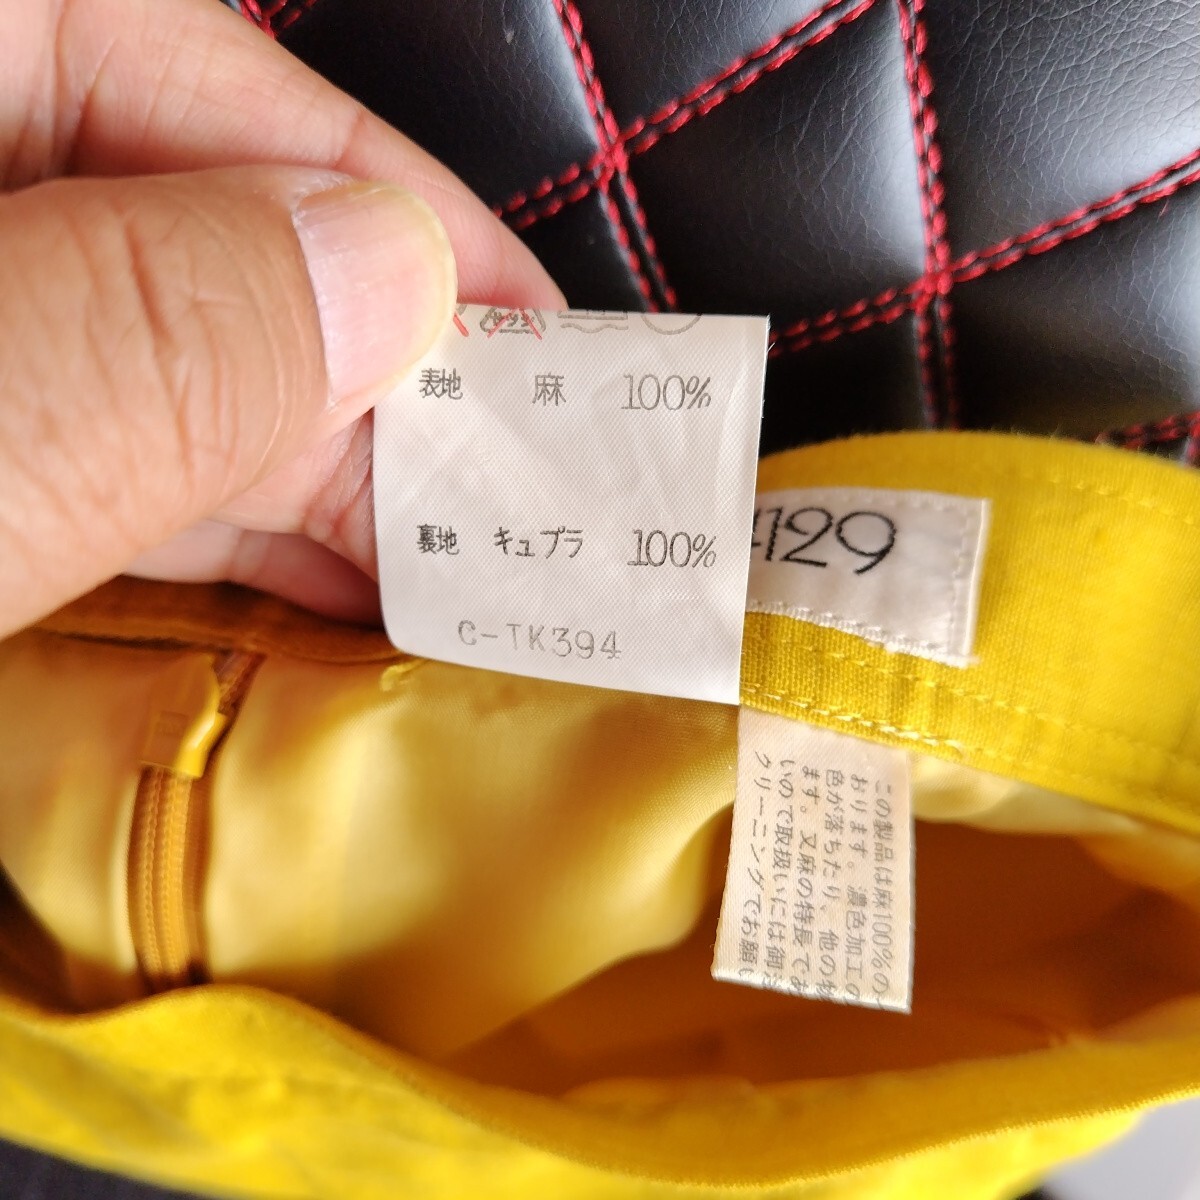 表地 麻 100%
裏地 キュプラ 100%
C-TK394
129
この製品は麻100%の
おります。濃色加工の
色が落ちたり、他の
ます。又麻の特長で
いので取扱いには御
クリーニングでお願い